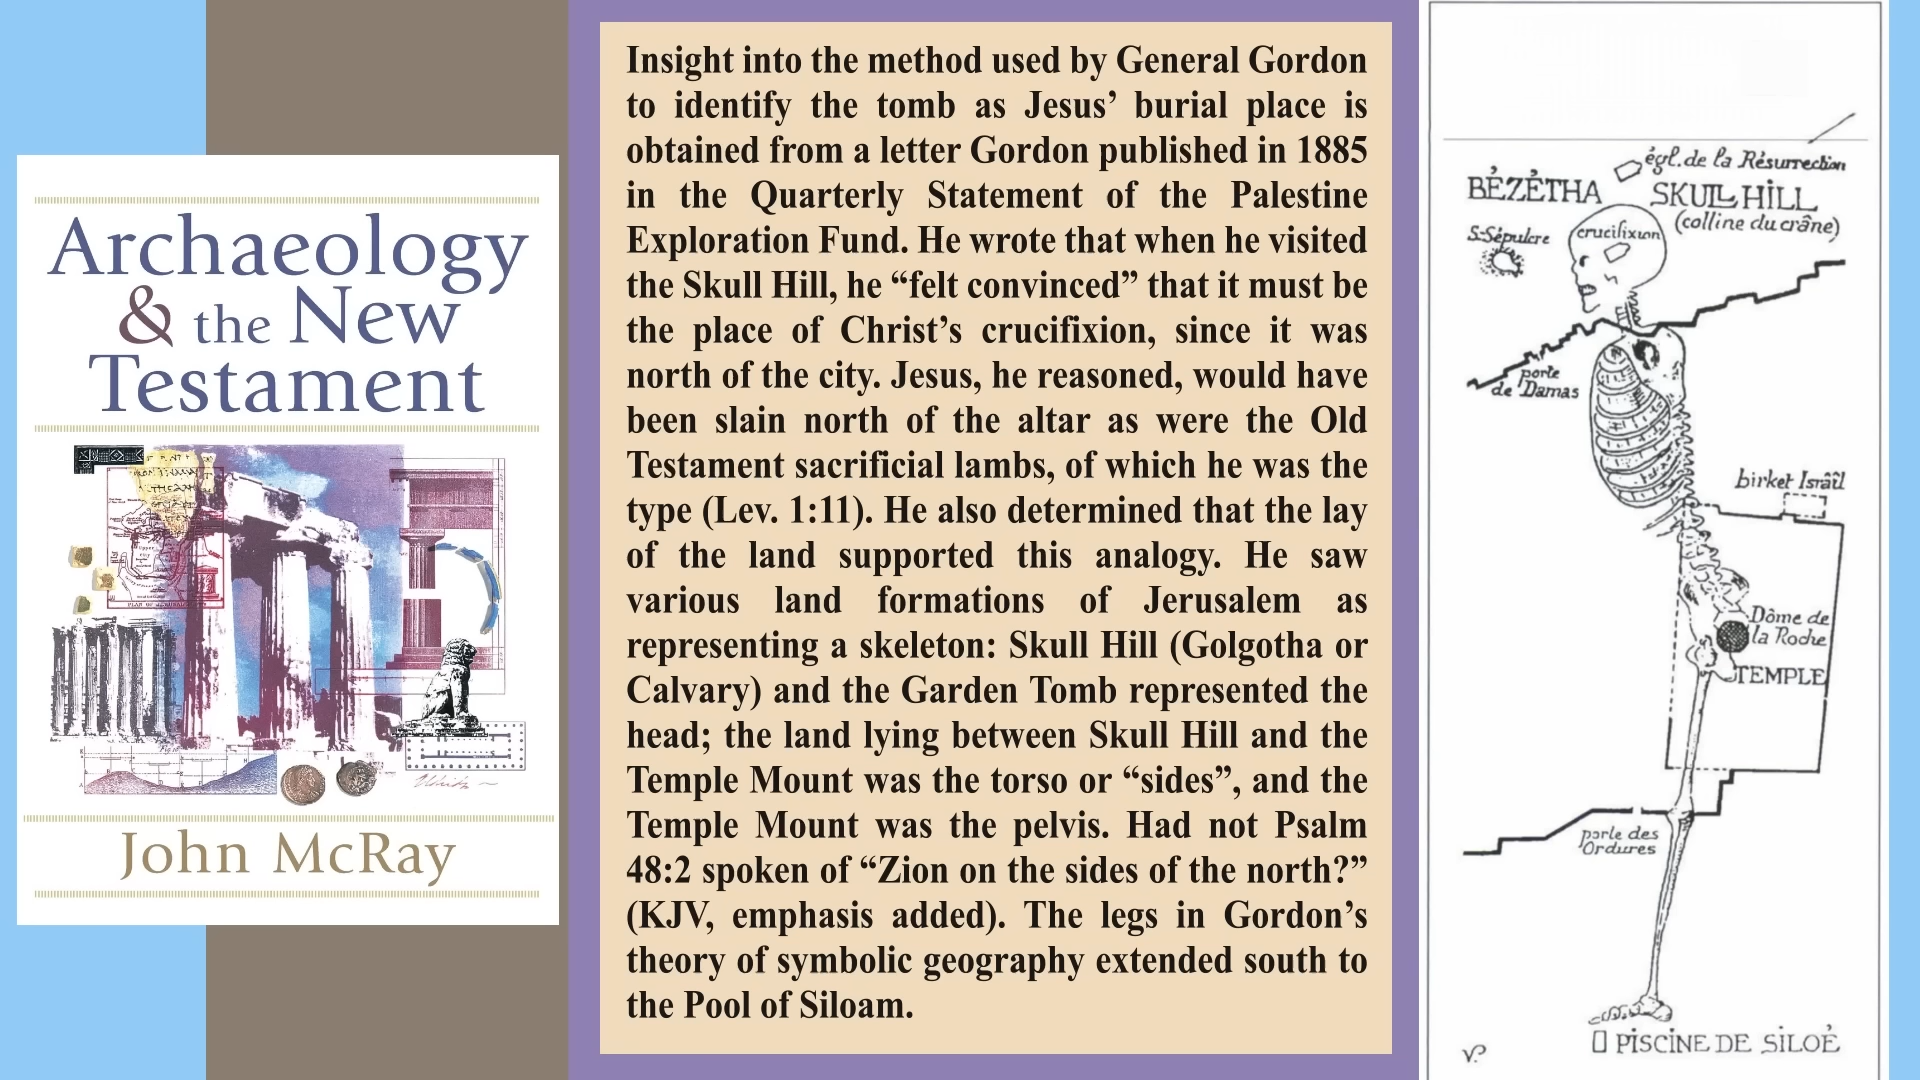 Archaeology
& the New
Testament
John McRay
Insight into the method used by General Gordon
to identify the tomb as Jesus’ burial place is
obtained from a letter Gordon published in 1885
in the Quarterly Statement of the Palestine
Exploration Fund. He wrote that when he visited
the Skull Hill, he “felt convinced” that it must be
the place of Christ’s crucifixion, since it was
north of the city. Jesus, he reasoned, would have
been slain north of the altar as were the Old
Testament sacrificial lambs, of which he was the
type (Lev. 1:11). He also determined that the lay
of the land supported this analogy. He saw
various land formations of Jerusalem as
representing a skeleton: Skull Hill (Golgotha or
Calvary) and the Garden Tomb represented the
head; the land lying between Skull Hill and the
Temple Mount was the torso or “sides”, and the
Temple Mount was the pelvis. Had not Psalm
48:2 spoken of “Zion on the sides of the north?”
(KJV, emphasis added). The legs in Gordon’s
theory of symbolic geography extended south to
the Pool of Siloam.
égl. de la Résurrection
BÉZÉTHA
SKULL HILL
(colline du crâne)
S-Sépulcre
crucifixion
porte
de Damas
birket Isrâïl
Dôme de
la Roche
TEMPLE
porte des
Ordures
PISCINE DE SILOÉ